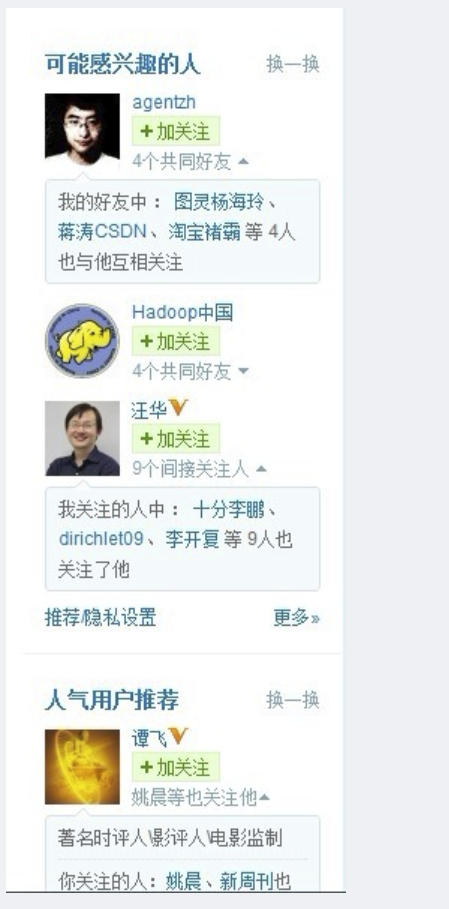 可能感兴趣的人 换一换
agentzh
+加关注
4个共同好友
我的好友中： 图灵杨海玲、
蒋涛CSDN、淘宝褚霸 等 4人
也与他互相关注
Hadoop中国
+加关注
4个共同好友
汪华
+加关注
9个间接关注人
我关注的人中： 十分李鹏、
dirichlet09、李开复 等 9人也
关注了他
推荐/隐私设置 更多»
人气用户推荐 换一换
谭飞
+加关注
姚晨等也关注他
著名时评人\影评人\电影监制
你关注的人：姚晨、新周刊也